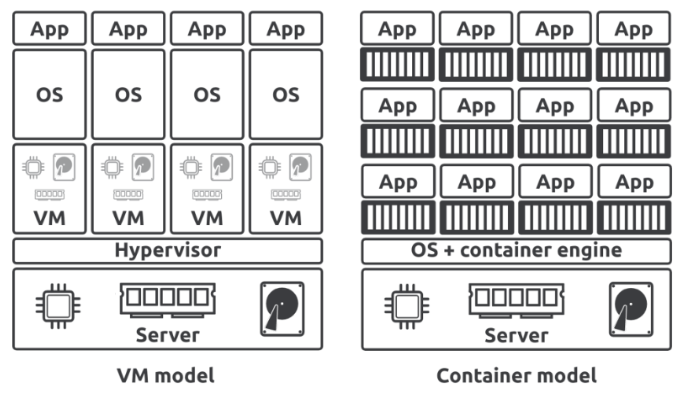 App App App App
OS OS OS OS
VM VM VM VM
Hypervisor
Server
VM model
App App App App
App App App App
App App App App
OS + container engine
Server
Container model